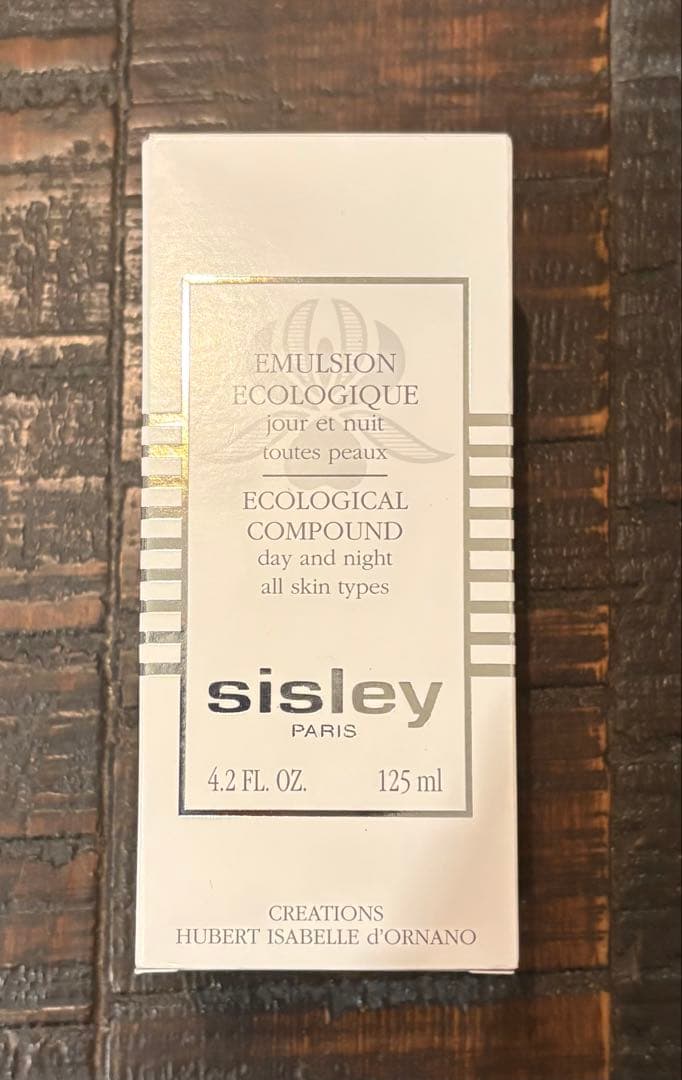 EMULSION
ECOLOGIQUE
jour et nuit
toutes peaux
ECOLOGICAL
COMPOUND
day and night
all skin types
sisley
PARIS
4.2 FL. OZ. 125 ml
CREATIONS
HUBERT ISABELLE d'ORNANO